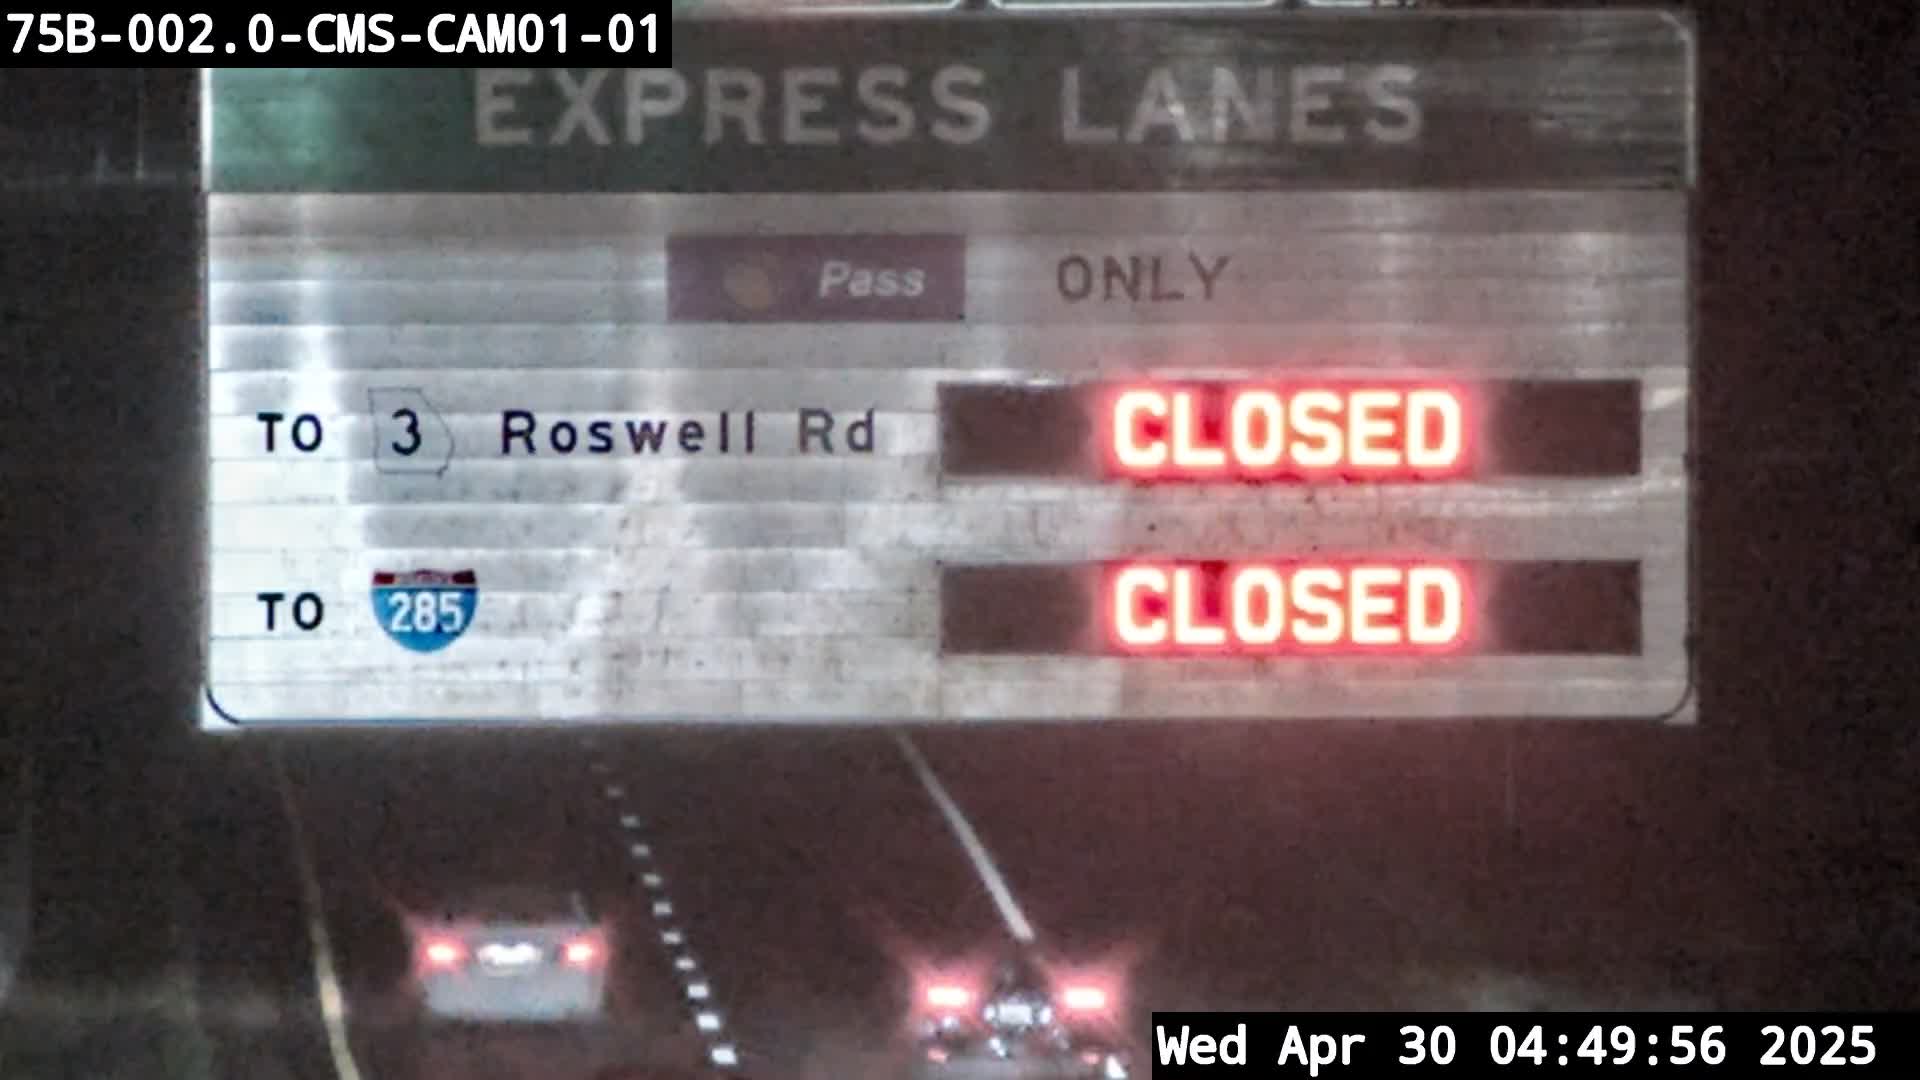 75B-002.0-CMS-CAM01-01
EXPRESS LANES
Pass ONLY
TO 3 Roswell Rd CLOSED
TO 285 CLOSED
Wed Apr 30 04:49:56 2025